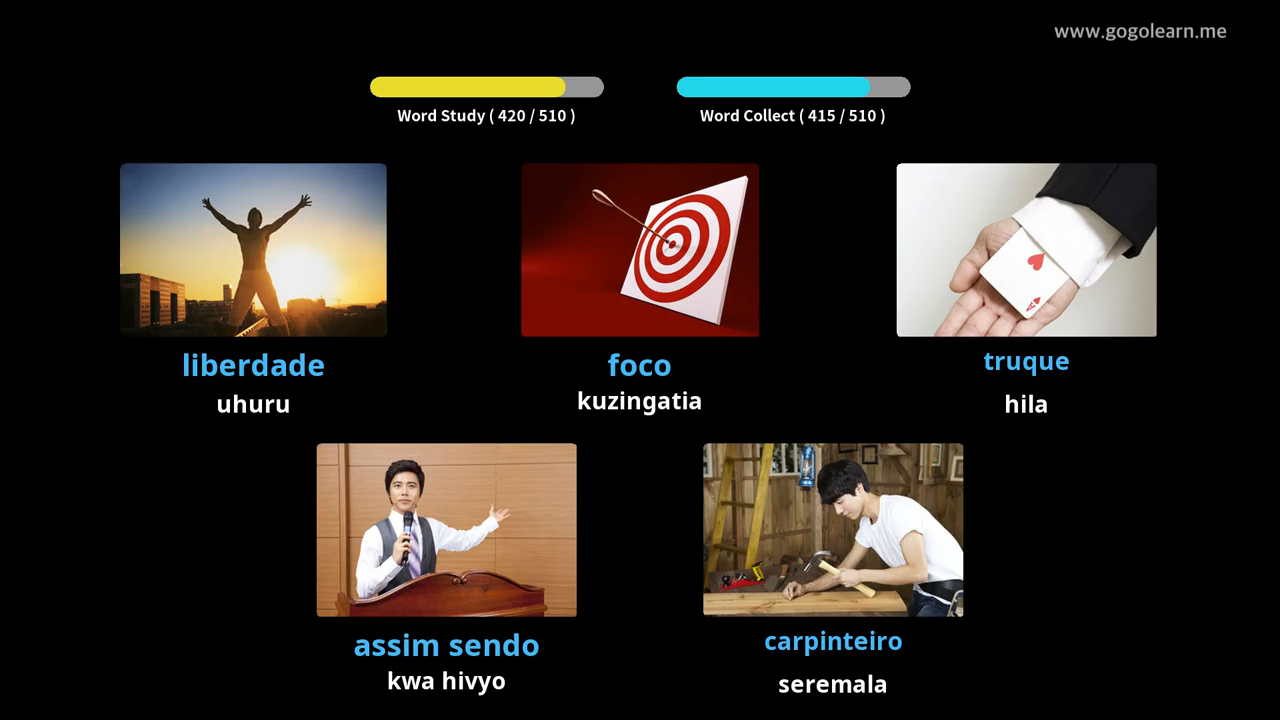 www.gogolearn.me
Word Study ( 420 / 510 )
Word Collect ( 415 / 510 )
liberdade
uhuru
foco
kuzingatia
truque
hila
assim sendo
kwa hivyo
carpinteiro
seremala